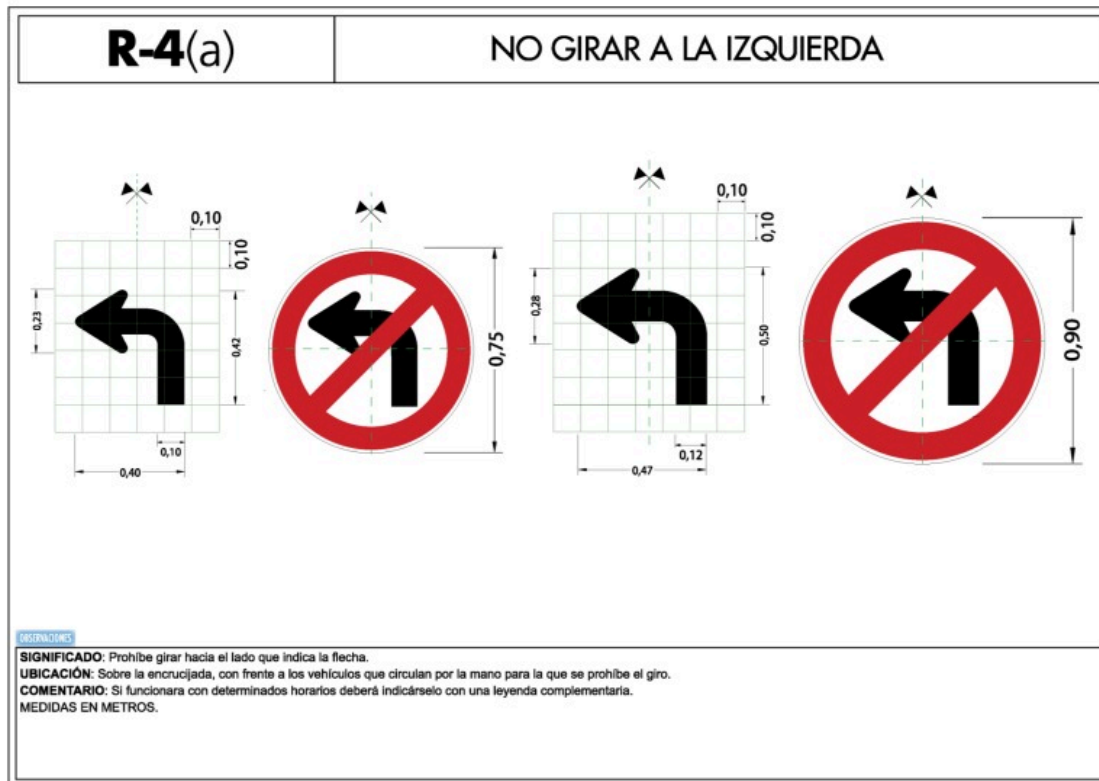 R-4(a)
NO GIRAR A LA IZQUIERDA
0,10
0,10
0,23
0,42
0,10
0,40
0,75
0,10
0,10
0,28
0,50
0,12
0,47
0,90
OBSERVACIONES
SIGNIFICADO: Prohíbe girar hacia el lado que indica la flecha.
UBICACIÓN: Sobre la encrucijada, con frente a los vehículos que circulan por la mano para la que se prohíbe el giro.
COMENTARIO: Si funcionara con determinados horarios deberá indicárselo con una leyenda complementaria.
MEDIDAS EN METROS.